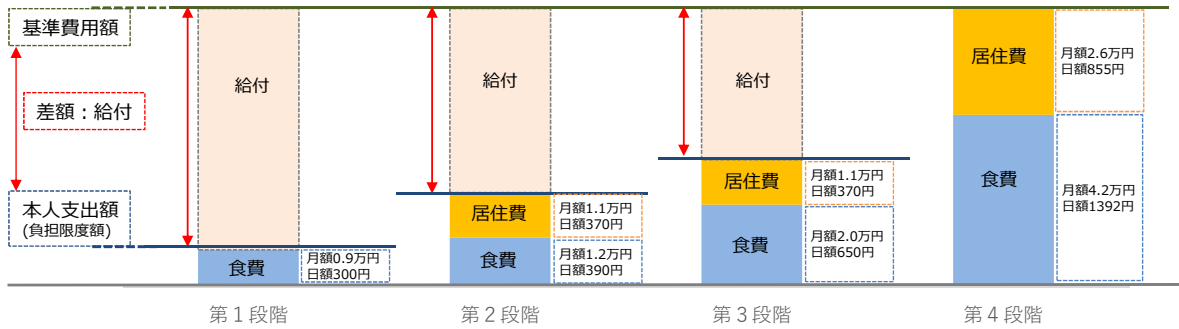 基準費用額
差額：給付
本人支出額
(負担限度額)
給付
食費
月額0.9万円
日額300円
第１段階
給付
居住費
月額1.1万円
日額370円
食費
月額1.2万円
日額390円
第２段階
給付
居住費
月額1.1万円
日額370円
食費
月額2.0万円
日額650円
第３段階
居住費
月額2.6万円
日額855円
食費
月額4.2万円
日額1392円
第４段階